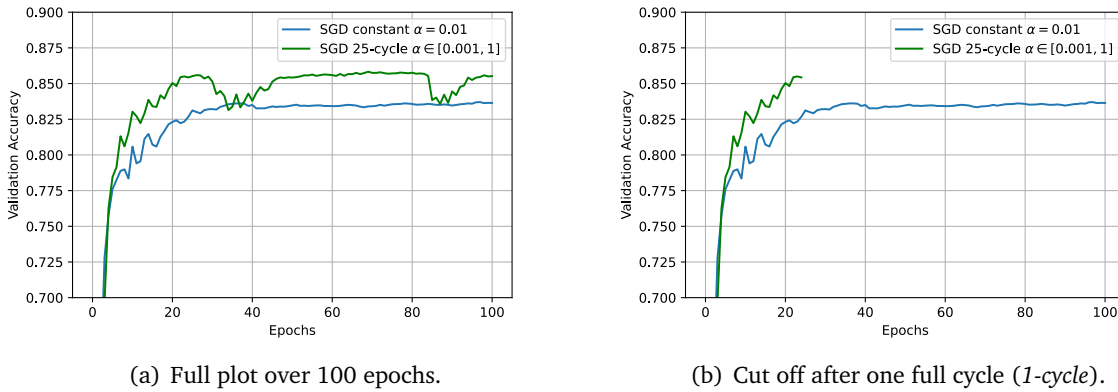 0.900
0.875
0.850
0.825
0.800
0.775
0.750
0.725
0.700
Validation Accuracy
0 20 40 60 80 100
Epochs
SGD constant α = 0.01
SGD 25-cycle α ∈ [0.001, 1]
(a) Full plot over 100 epochs.
0.900
0.875
0.850
0.825
0.800
0.775
0.750
0.725
0.700
Validation Accuracy
0 20 40 60 80 100
Epochs
SGD constant α = 0.01
SGD 25-cycle α ∈ [0.001, 1]
(b) Cut off after one full cycle (1-cycle).